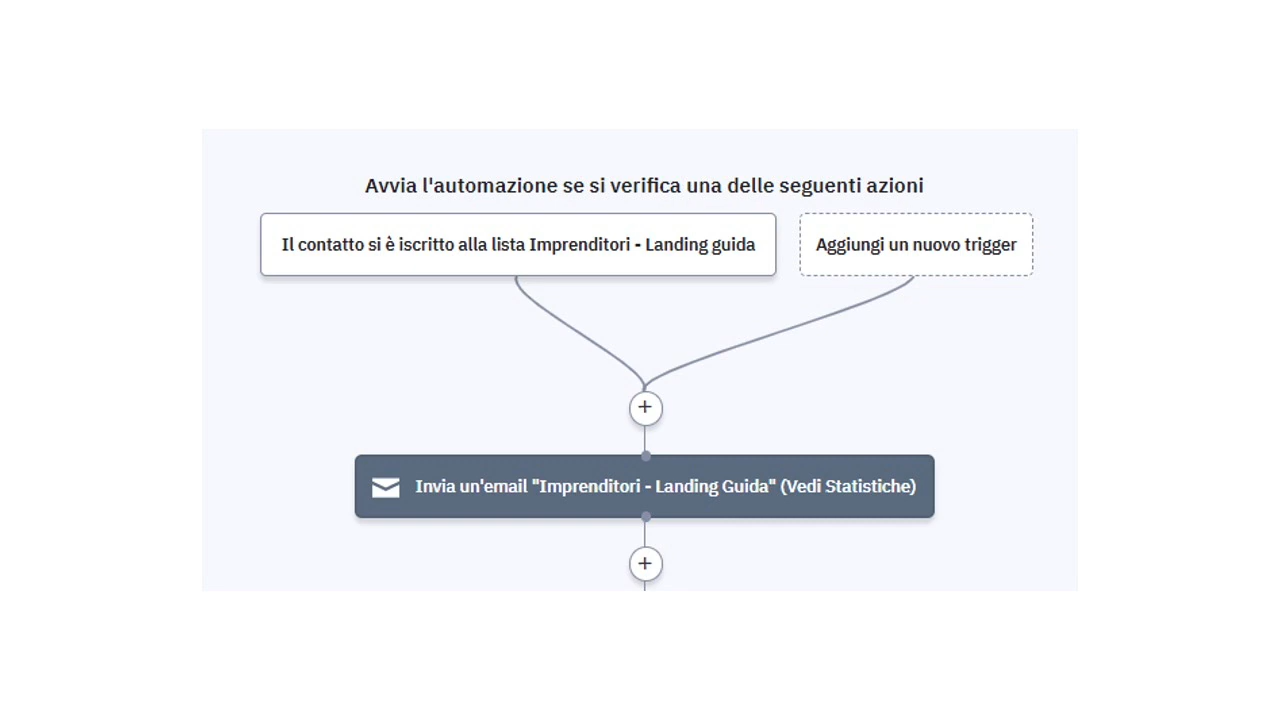 Avvia l'automazione se si verifica una delle seguenti azioni
Il contatto si è iscritto alla lista Imprenditori - Landing guida
Aggiungi un nuovo trigger
+
Invia un'email "Imprenditori - Landing Guida" (Vedi Statistiche)
+